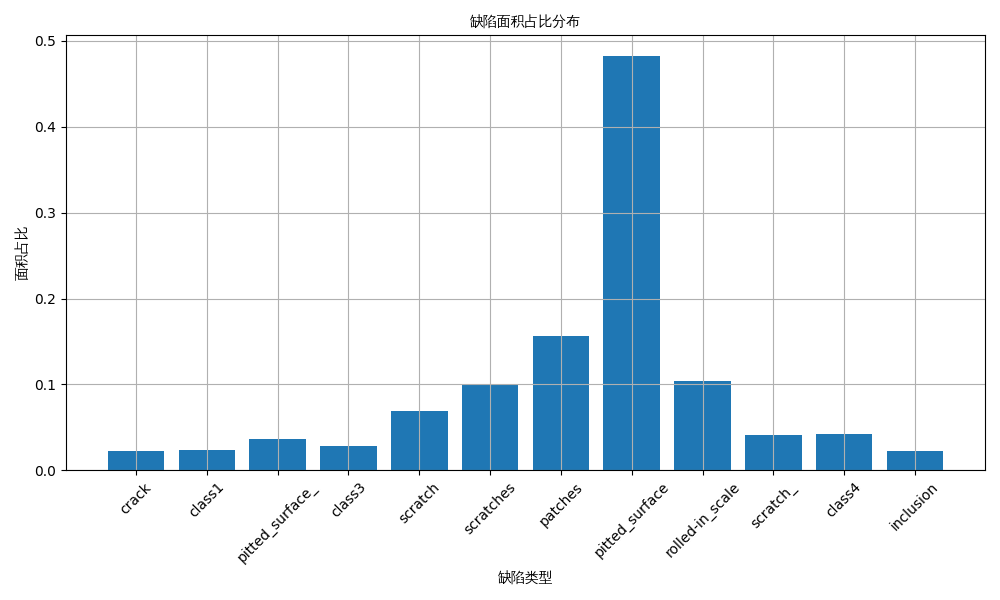 缺陷面积占比分布
面积占比
0.5
0.4
0.3
0.2
0.1
0.0
crack
class1
pitted_surface_
class3
scratch
scratches
patches
pitted_surface
rolled-in_scale
scratch_
class4
inclusion
缺陷类型